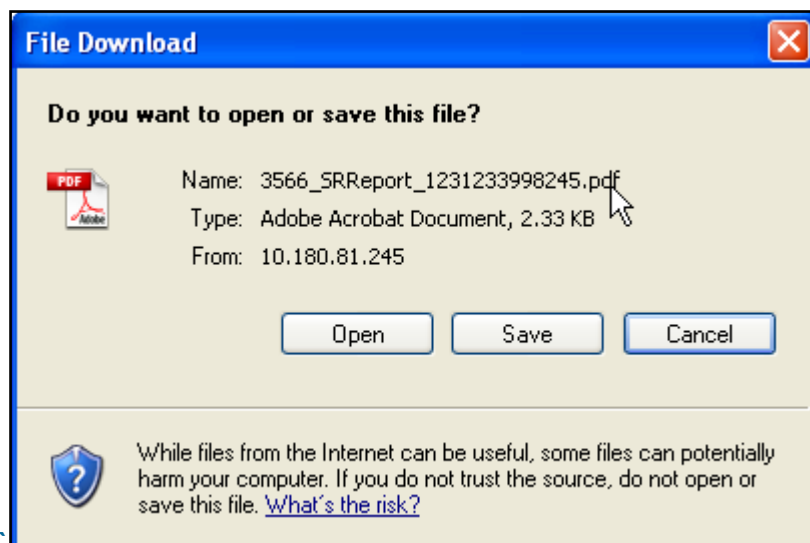 File Download
Do you want to open or save this file?
PDF
Adobe
Name: 3566_SRReport_1231233998245.pdf
Type: Adobe Acrobat Document, 2.33 KB
From: 10.180.81.245
Open Save Cancel
While files from the Internet can be useful, some files can potentially
harm your computer. If you do not trust the source, do not open or
save this file. What's the risk?